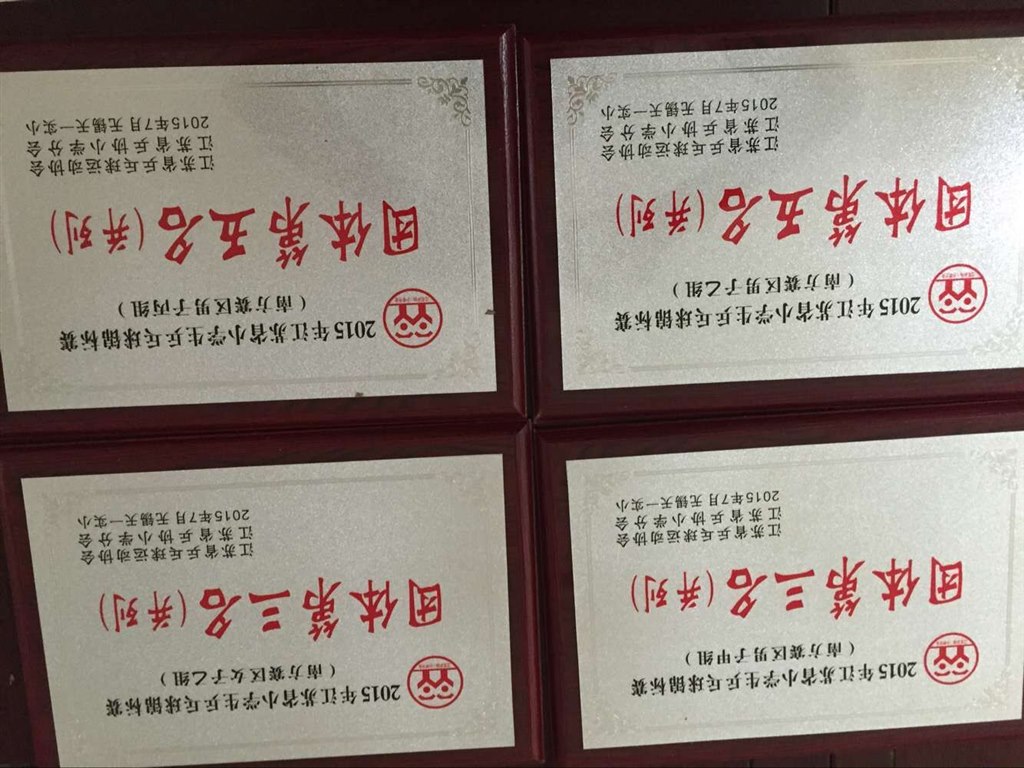 2015年江苏省小学生乒乓球锦标赛
（南方赛区男子甲组）
团体第三名（并列）
江苏省乒乓球运动协会
江苏省乒协小学分会
2015年7月无锡天一实小
2015年江苏省小学生乒乓球锦标赛
（南方赛区女子乙组）
团体第三名（并列）
江苏省乒乓球运动协会
江苏省乒协小学分会
2015年7月无锡天一实小
2015年江苏省小学生乒乓球锦标赛
（南方赛区男子乙组）
团体第五名（并列）
江苏省乒乓球运动协会
江苏省乒协小学分会
2015年7月无锡天一实小
2015年江苏省小学生乒乓球锦标赛
（南方赛区男子丙组）
团体第五名（并列）
江苏省乒乓球运动协会
江苏省乒协小学分会
2015年7月无锡天一实小